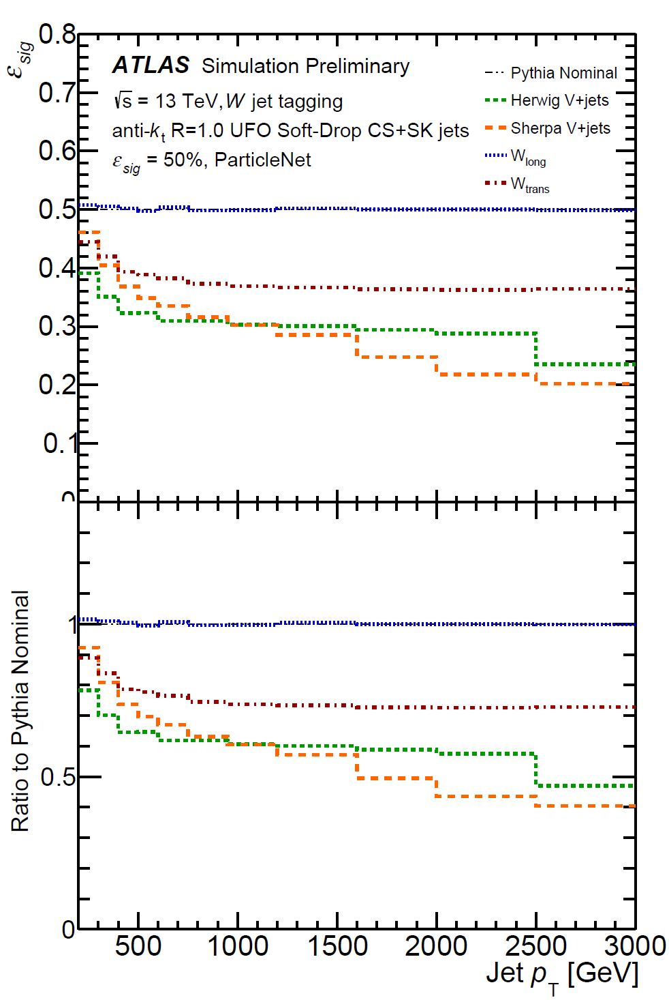 ε_sig
0.8
0.7
0.6
0.5
0.4
0.3
0.2
0.1
0
ATLAS Simulation Preliminary
√s = 13 TeV, W jet tagging
anti-k_t R=1.0 UFO Soft-Drop CS+SK jets
ε_sig = 50%, ParticleNet
Pythia Nominal
Herwig V+jets
Sherpa V+jets
W_long
W_trans
Ratio to Pythia Nominal
1
0.5
0
500 1000 1500 2000 2500 3000
Jet p_T [GeV]